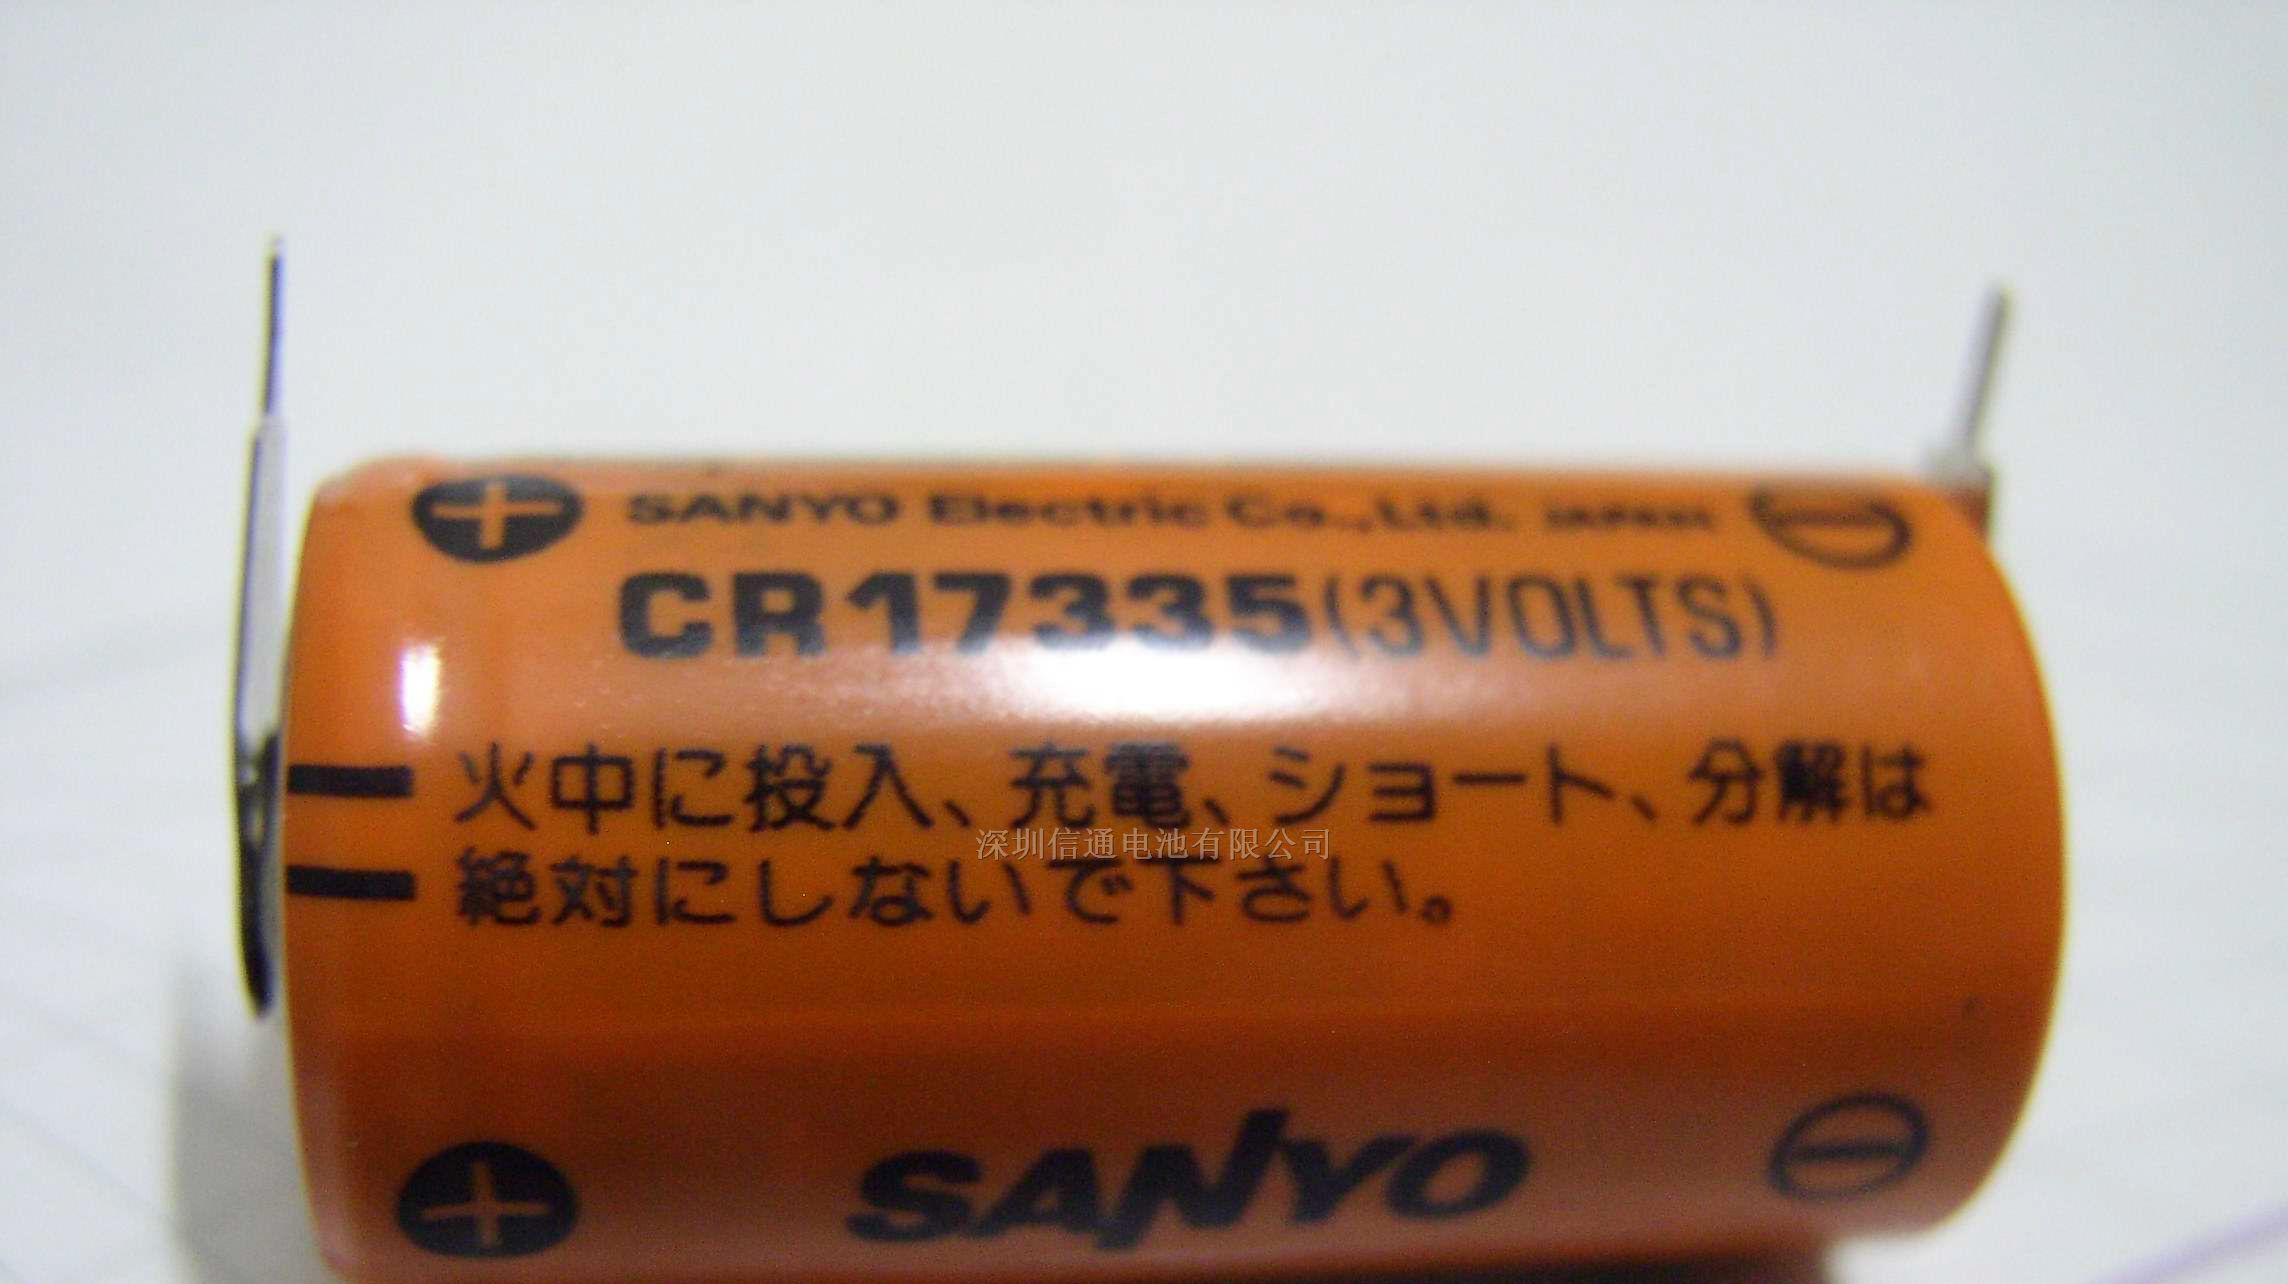 SANYO Electric Co.,Ltd. JAPAN
CR17335(3VOLTS)
火中に投入、充電、ショート、分解は
深圳信通电池有限公司
絶対にしないで下さい。
SANYO